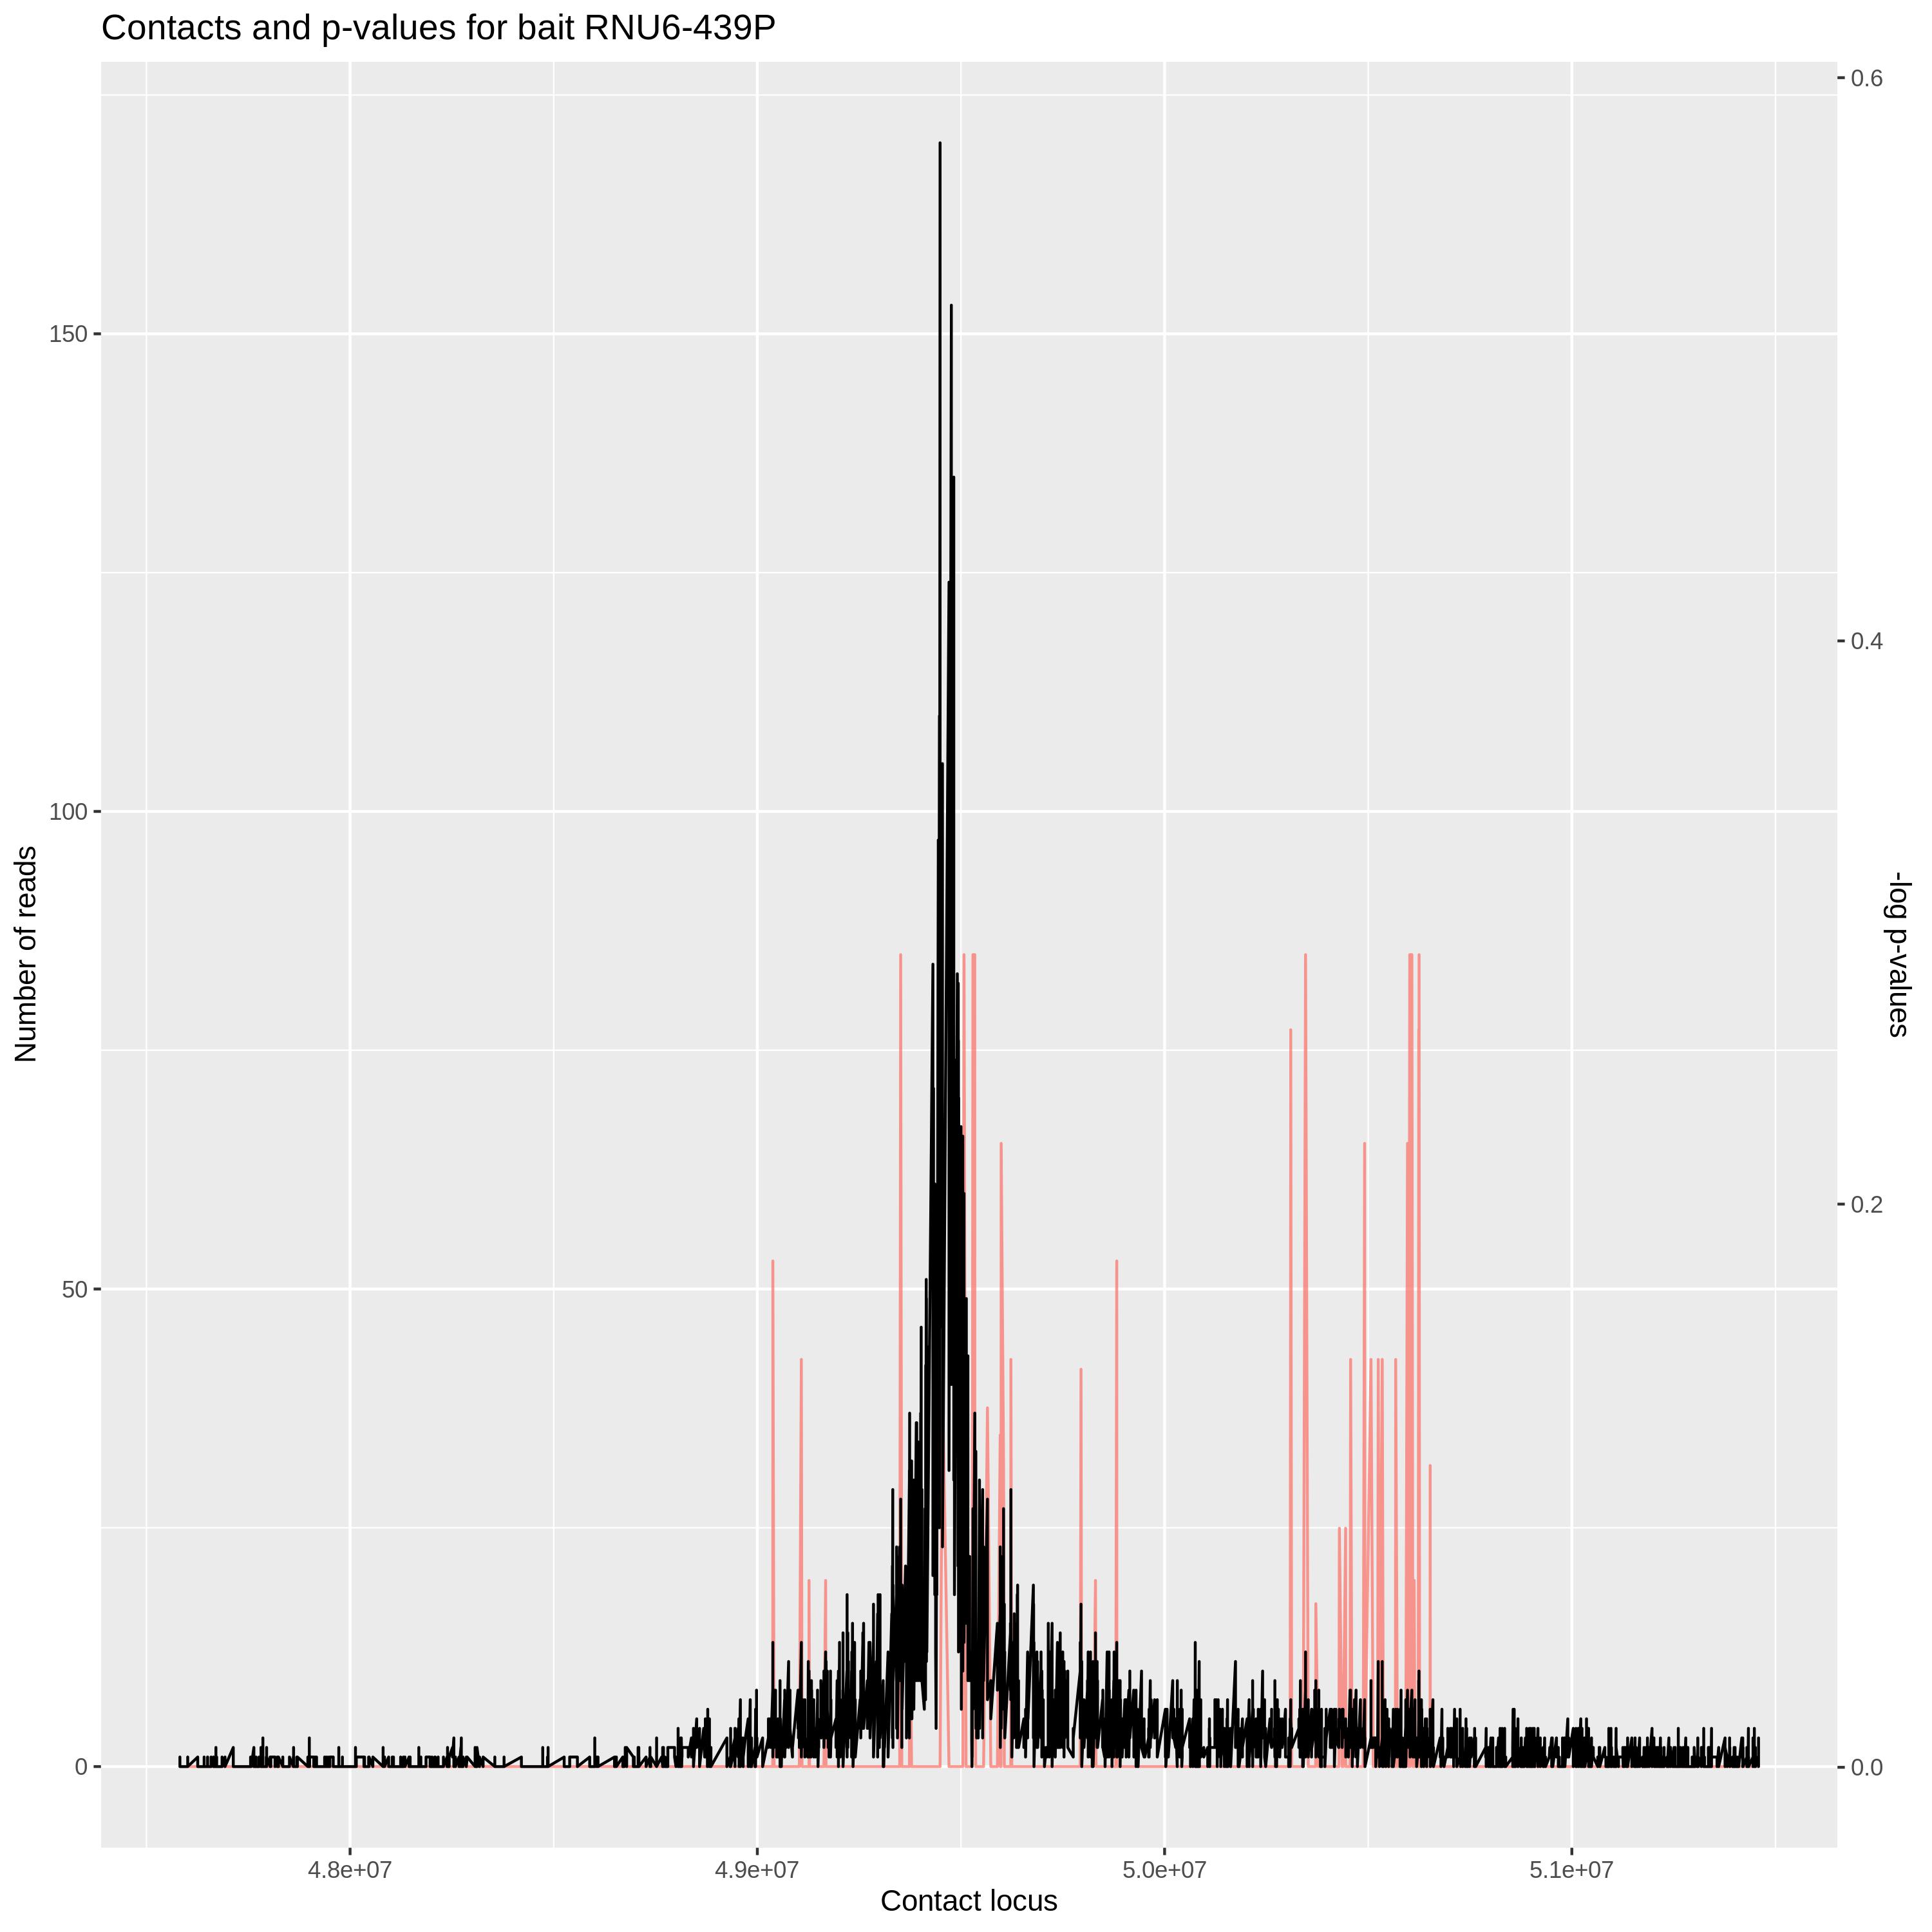 Contacts and p-values for bait RNU6-439P
0.6
150
0.4
100
Number of reads
-log p-values
0.2
50
0
0.0
4.8e+07 4.9e+07 5.0e+07 5.1e+07
Contact locus